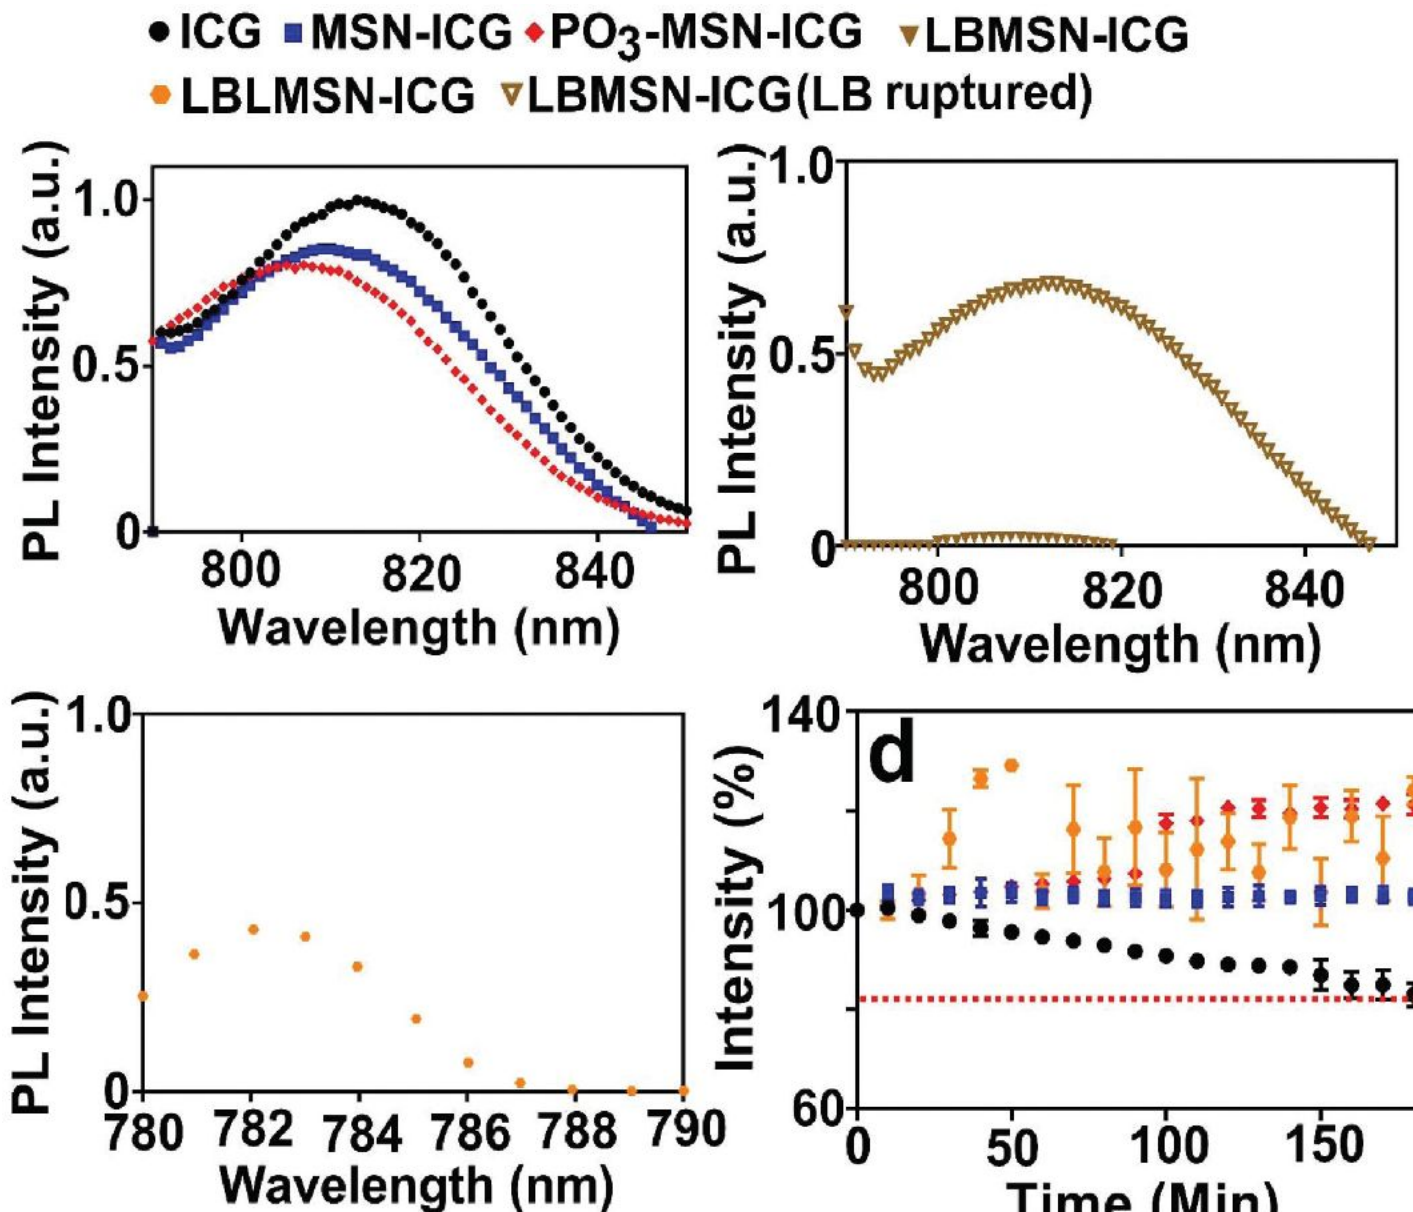 ICG MSN-ICG PO3-MSN-ICG LBMSN-ICG
LBLMSN-ICG LBMSN-ICG(LB ruptured)
PL Intensity (a.u.)
1.0
0.5
0
800 820 840
Wavelength (nm)
PL Intensity (a.u.)
1.0
0.5
0
800 820 840
Wavelength (nm)
PL Intensity (a.u.)
1.0
0.5
0
780 782 784 786 788 790
Wavelength (nm)
d
Intensity (%)
140
100
60
0 50 100 150
Time (Min)